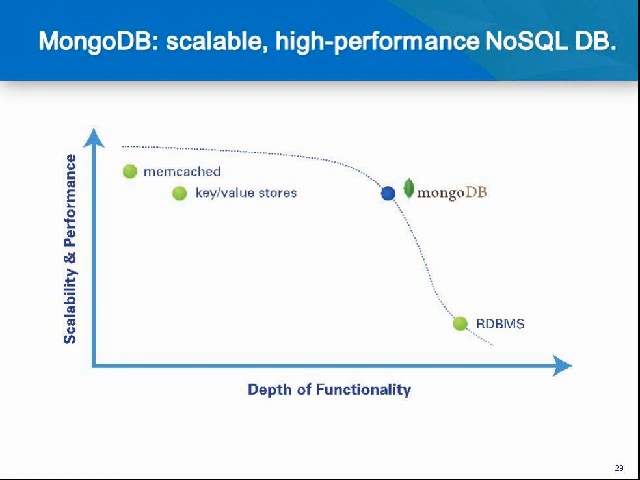 MongoDB: scalable, high-performance NoSQL DB.
Scalability & Performance
memcached
key/value stores
mongoDB
RDBMS
Depth of Functionality
29